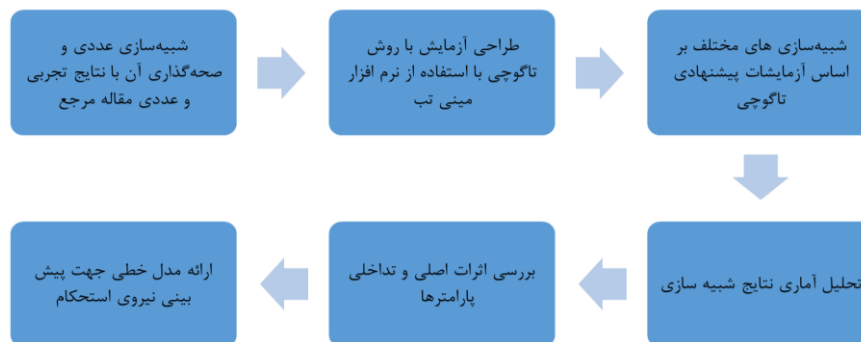 شبیه‌سازی عددی و
صحه‌گذاری آن با نتایج تجربی
و عددی مقاله مرجع
طراحی آزمایش با روش
تاگوچی با استفاده از نرم افزار
مینی تب
شبیه‌سازی های مختلف بر
اساس آزمایشات پیشنهادی
تاگوچی
تحلیل آماری نتایج شبیه سازی
بررسی اثرات اصلی و تداخلی
پارامترها
ارائه مدل خطی جهت پیش
بینی نیروی استحکام